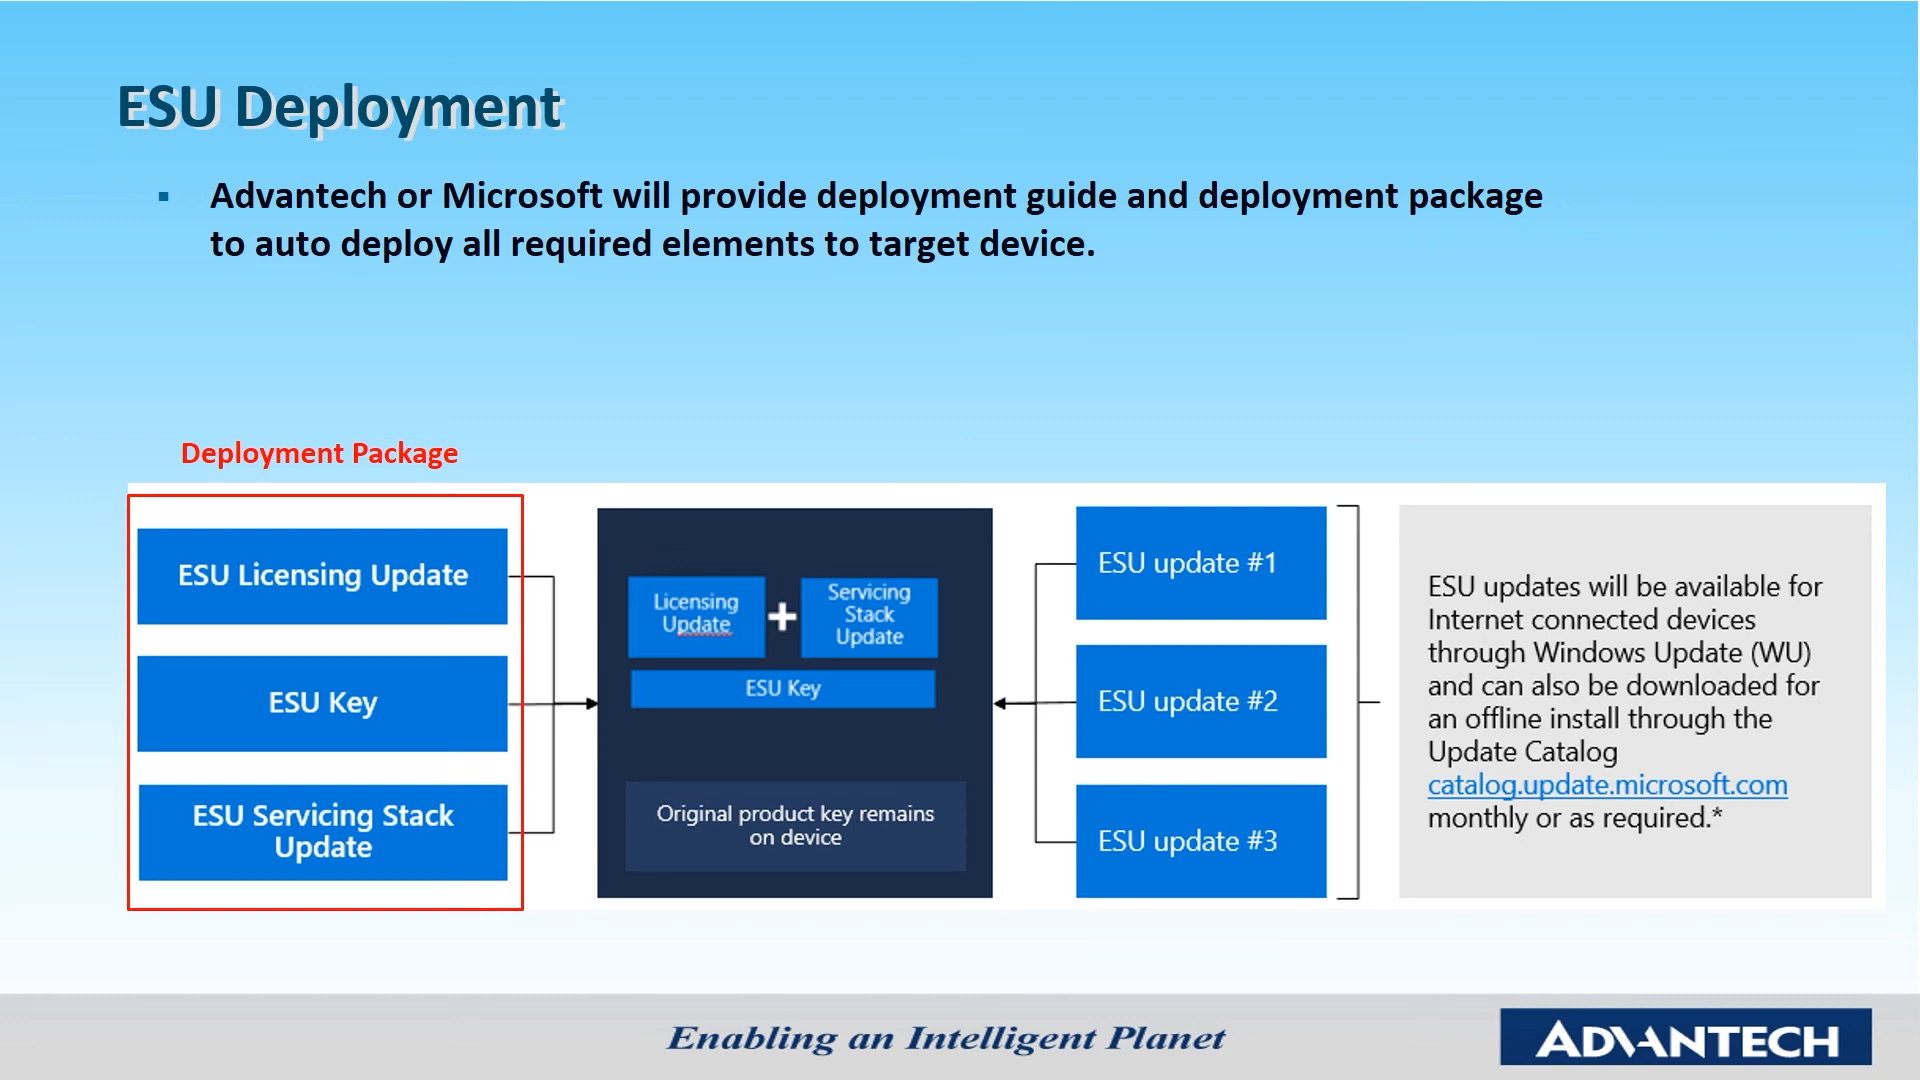 ESU Deployment
▪ Advantech or Microsoft will provide deployment guide and deployment package
to auto deploy all required elements to target device.
Deployment Package
ESU Licensing Update
ESU Key
ESU Servicing Stack
Update
Licensing
Update
+
Servicing
Stack
Update
ESU Key
Original product key remains
on device
ESU update #1
ESU update #2
ESU update #3
ESU updates will be available for
Internet connected devices
through Windows Update (WU)
and can also be downloaded for
an offline install through the
Update Catalog
catalog.update.microsoft.com
monthly or as required.*
Enabling an Intelligent Planet
ADVANTECH